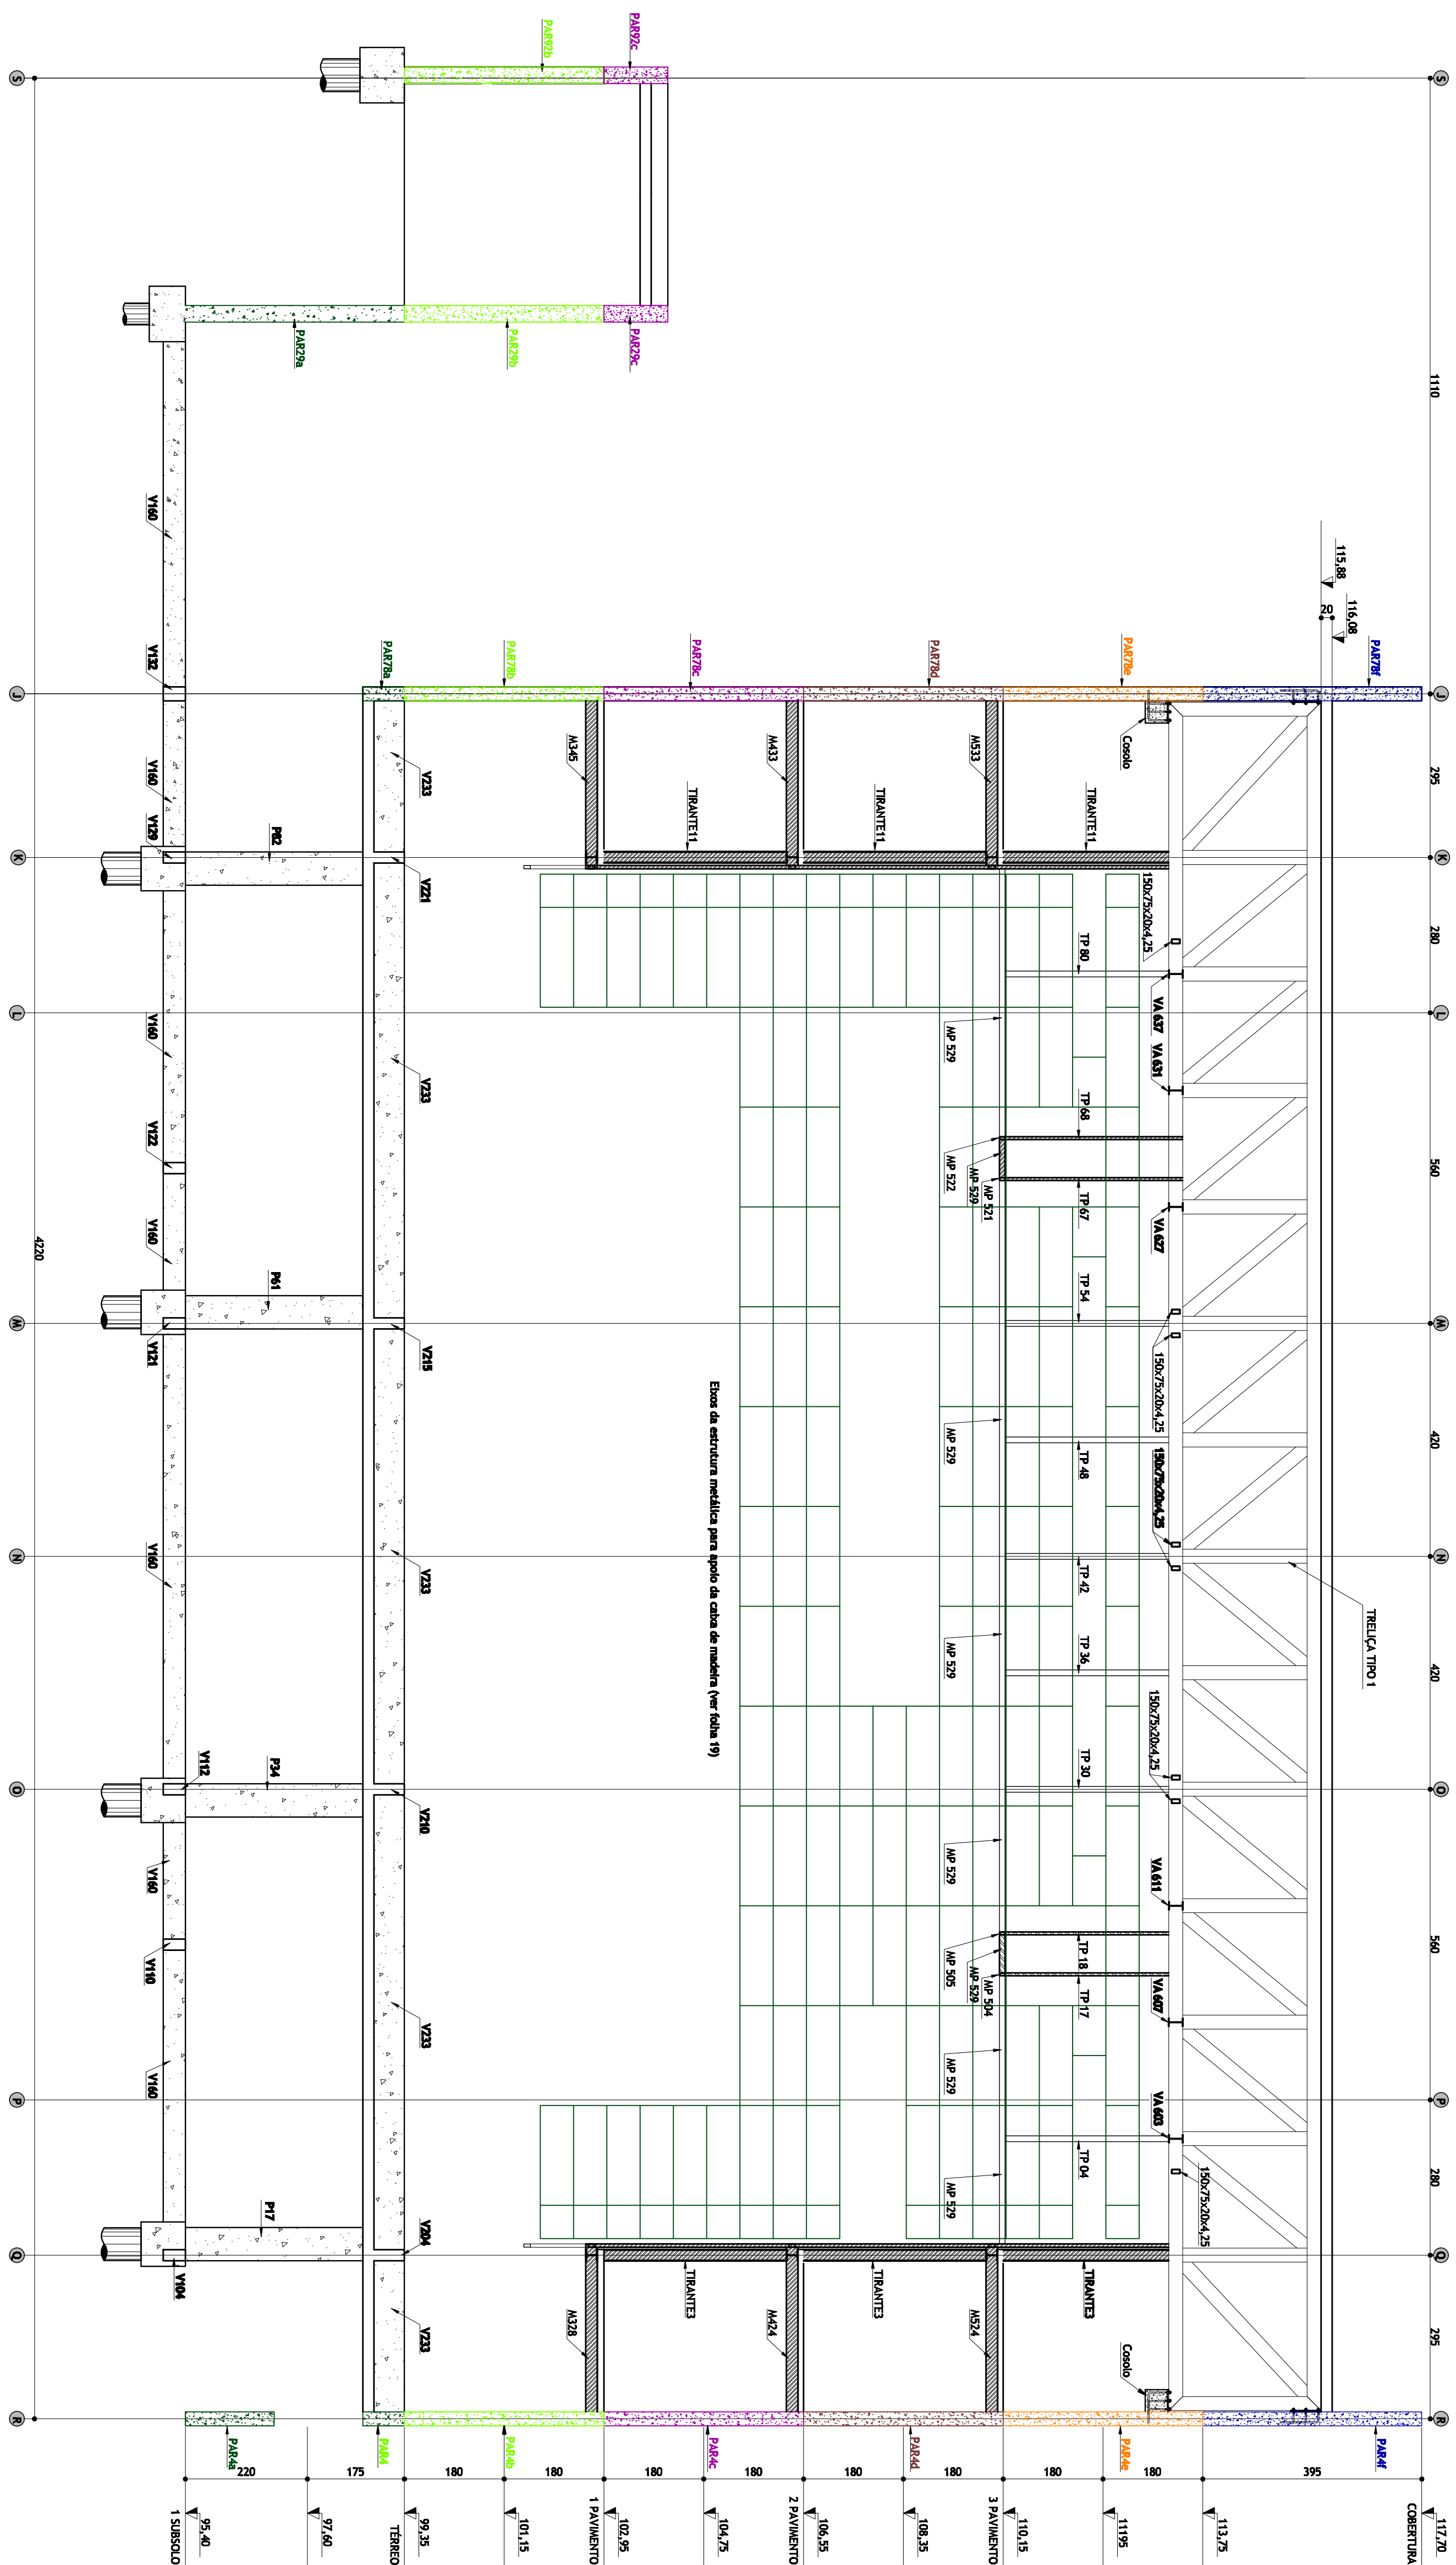 S
1110
J
295
K
280
L
560
M
420
N
420
O
560
P
280
Q
295
R
115,88
20
116,08
PAR78f
PAR78e
PAR78d
PAR78c
PAR78b
PAR78a
PAR92c
PAR92b
PAR29c
PAR29b
PAR29a
TRELIÇA TIPO 1
Cosolo
Cosolo
150x75x20x4,25
VA 637
VA 631
VA 627
150x75x20x4,25
150x75x20x4,25
150x75x20x4,25
VA 611
VA 607
VA 603
150x75x20x4,25
TIRANTE11
TIRANTE11
TIRANTE11
TP 80
TP 68
TP 67
TP 54
TP 48
TP 42
TP 36
TP 30
TP 18
TP 17
TP 04
TIRANTE3
TIRANTE3
TIRANTE3
M533
M433
M345
MP 529
MP 522
MP 529
MP 521
MP 529
MP 529
MP 529
MP 505
MP 529
MP 504
MP 529
MP 529
M524
M424
M328
Eixos da estrutura metálica para apoio da caixa de madeira (ver folha 19)
V233
V221
V233
V215
V233
V210
V233
V204
V233
P82
P61
P34
P17
V160
V132
V160
V129
V160
V122
V160
V121
V160
V112
V160
V110
V160
V104
PAR4f
PAR4e
PAR4d
PAR4c
PAR4b
PAR4
PAR4a
395
180
180
180
180
180
180
180
180
175
220
117,70
COBERTURA
113,75
11195
110,15
3 PAVIMENTO
108,35
106,55
2 PAVIMENTO
104,75
102,95
1 PAVIMENTO
101,15
99,35
TÉRREO
97,60
95,40
1 SUBSOLO
S
J
K
L
M
N
O
P
Q
R
4220